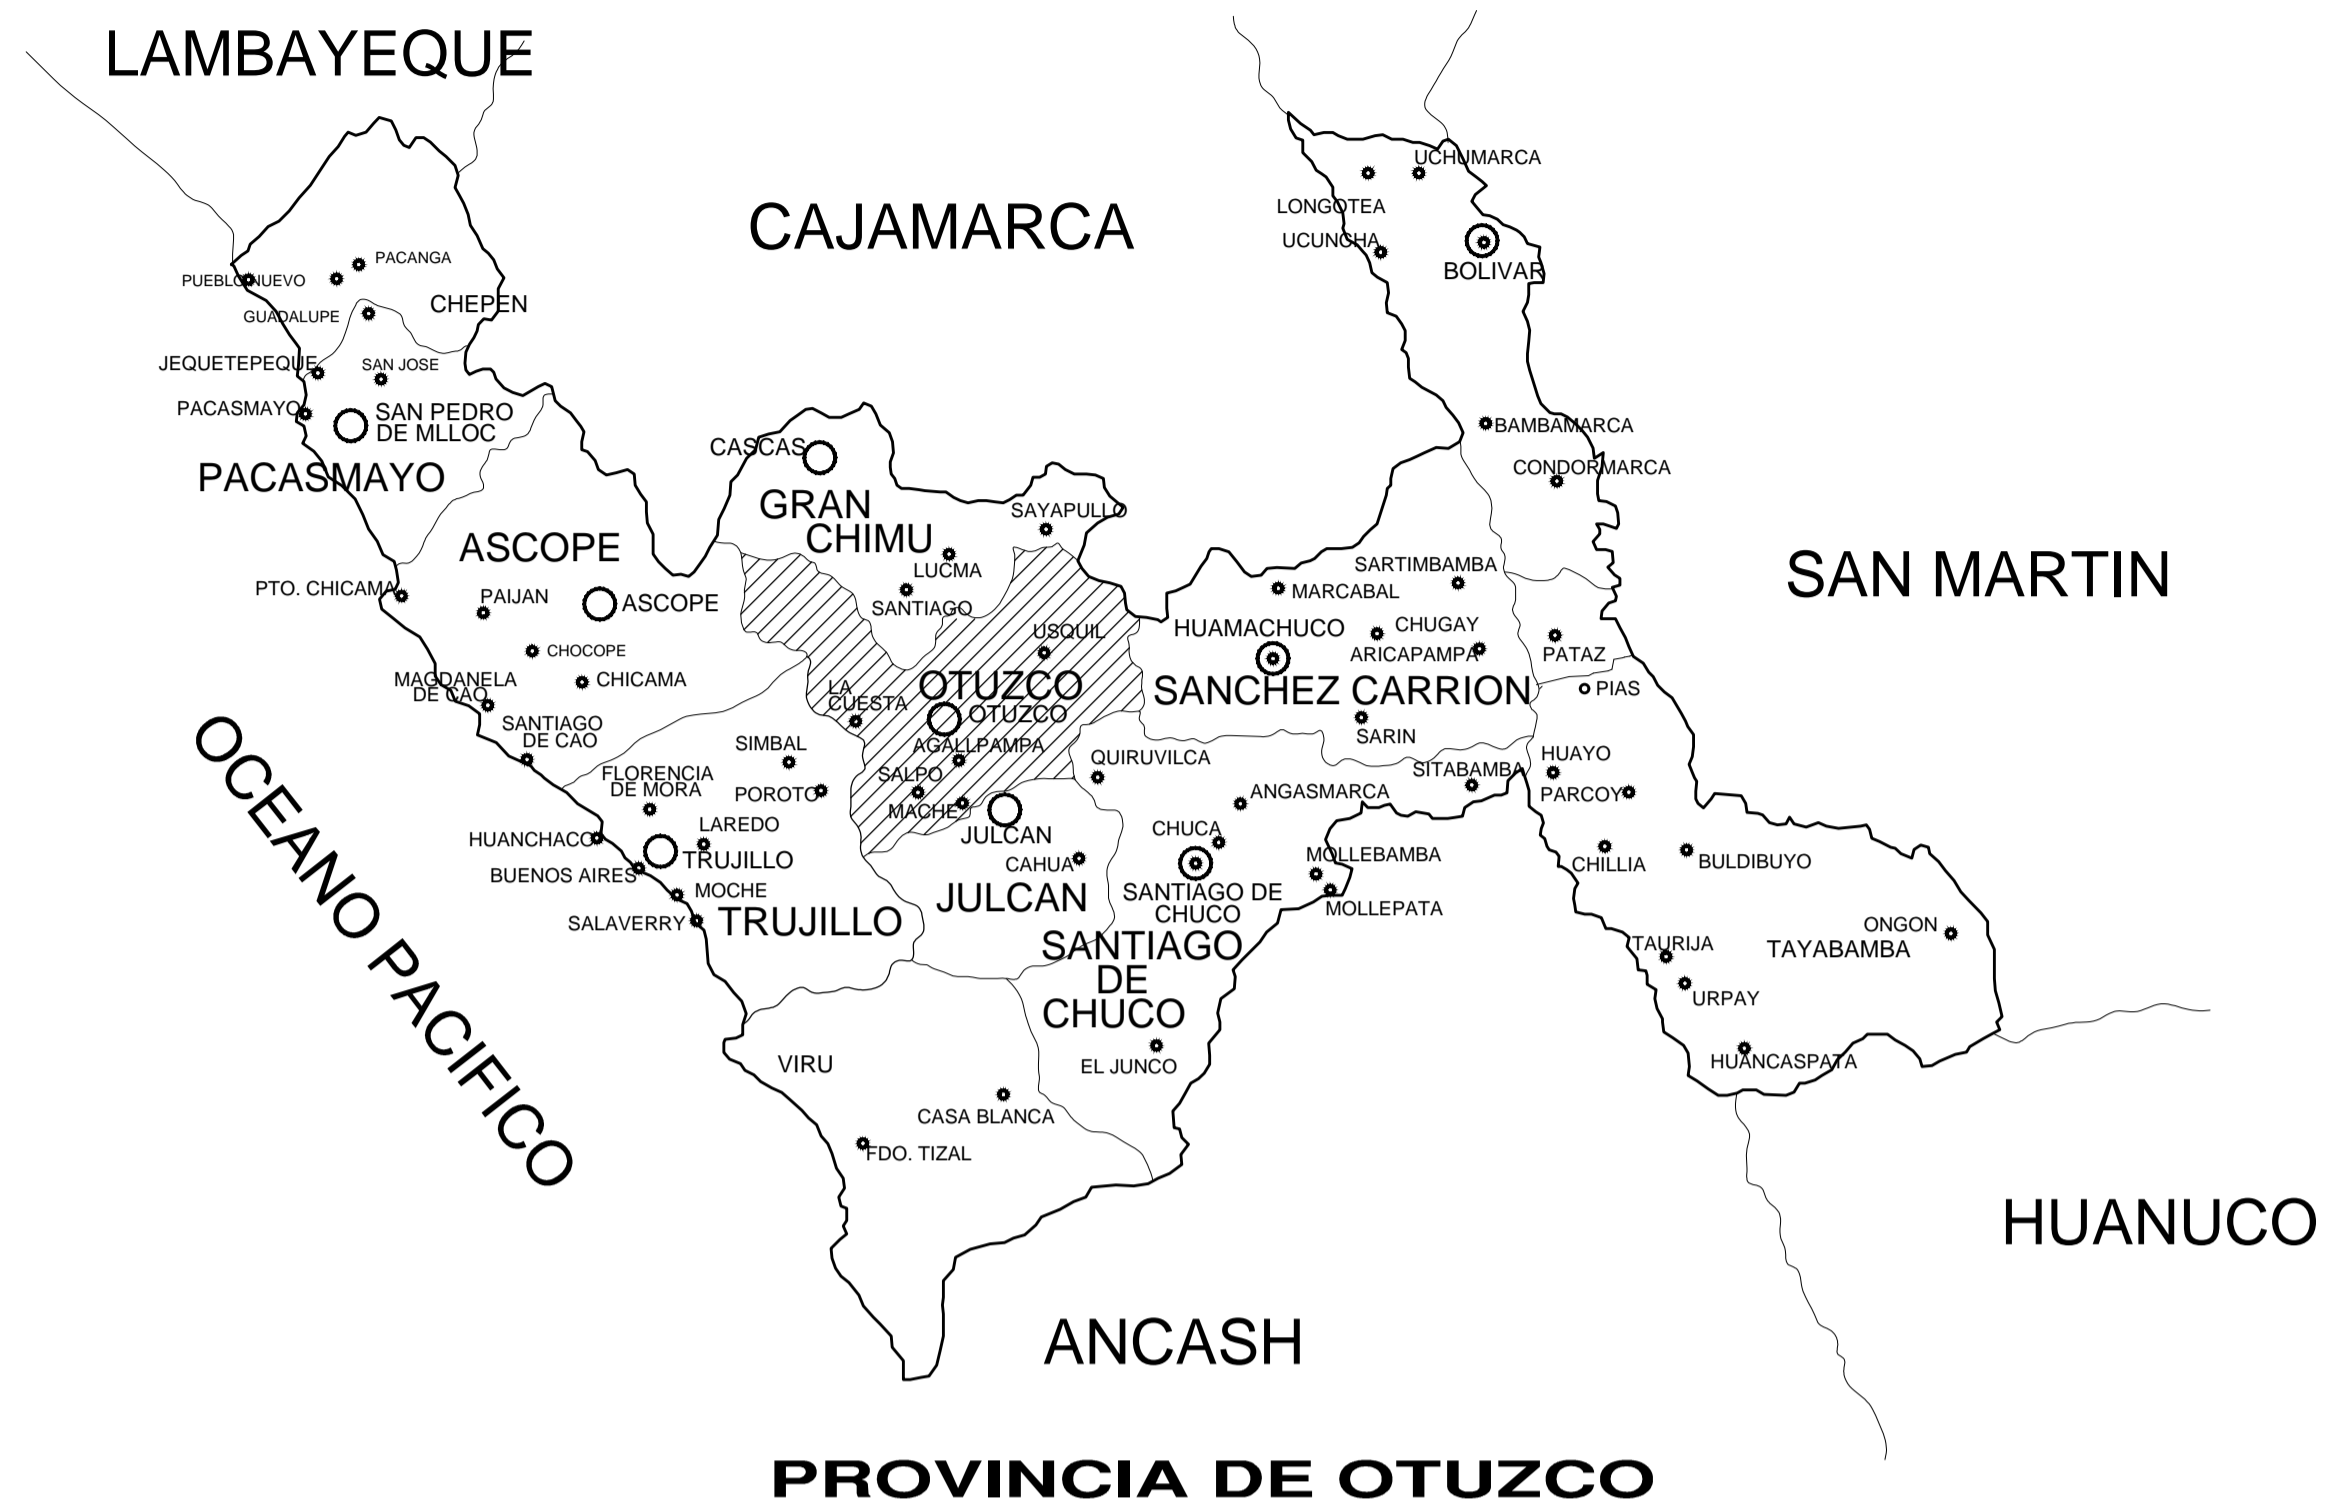 LAMBAYEQUE
CAJAMARCA
UCHUMARCA
LONGOTEA
UCUNCHA
BOLIVAR
PACANGA
PUEBLO NUEVO
CHEPEN
GUADALUPE
JEQUETEPEQUE
SAN JOSE
PACASMAYO
SAN PEDRO
DE MLLOC
PACASMAYO
BAMBAMARCA
CONDORMARCA
CASCAS
GRAN
CHIMU
SAYAPULLO
ASCOPE
LUCMA
SANTIAGO
SARTIMBAMBA
MARCABAL
SAN MARTIN
PTO. CHICAMA
PAIJAN
ASCOPE
USQUIL
HUAMACHUCO
CHUGAY
ARICAPAMPA
PATAZ
CHOCOPE
MAGDANELA
DE CAO
CHICAMA
LA
CUESTA
OTUZCO
OTUZCO
SANCHEZ CARRION
PIAS
SANTIAGO
DE CAO
SIMBAL
AGALLPAMPA
QUIRUVILCA
SARIN
HUAYO
SITABAMBA
FLORENCIA
DE MORA
POROTO
SALPO
MACHE
ANGASMARCA
PARCOY
OCEANO PACIFICO
HUANCHACO
LAREDO
TRUJILLO
JULCAN
CAHUA
CHUCA
MOLLEBAMBA
CHILLIA
BULDIBUYO
BUENOS AIRES
MOCHE
SALAVERRY
TRUJILLO
JULCAN
SANTIAGO DE
CHUCO
MOLLEPATA
SANTIAGO
DE
CHUCO
TAURIJA
TAYABAMBA
ONGON
URPAY
VIRU
EL JUNCO
HUANCASPATA
CASA BLANCA
FDO. TIZAL
HUANUCO
ANCASH
PROVINCIA DE OTUZCO